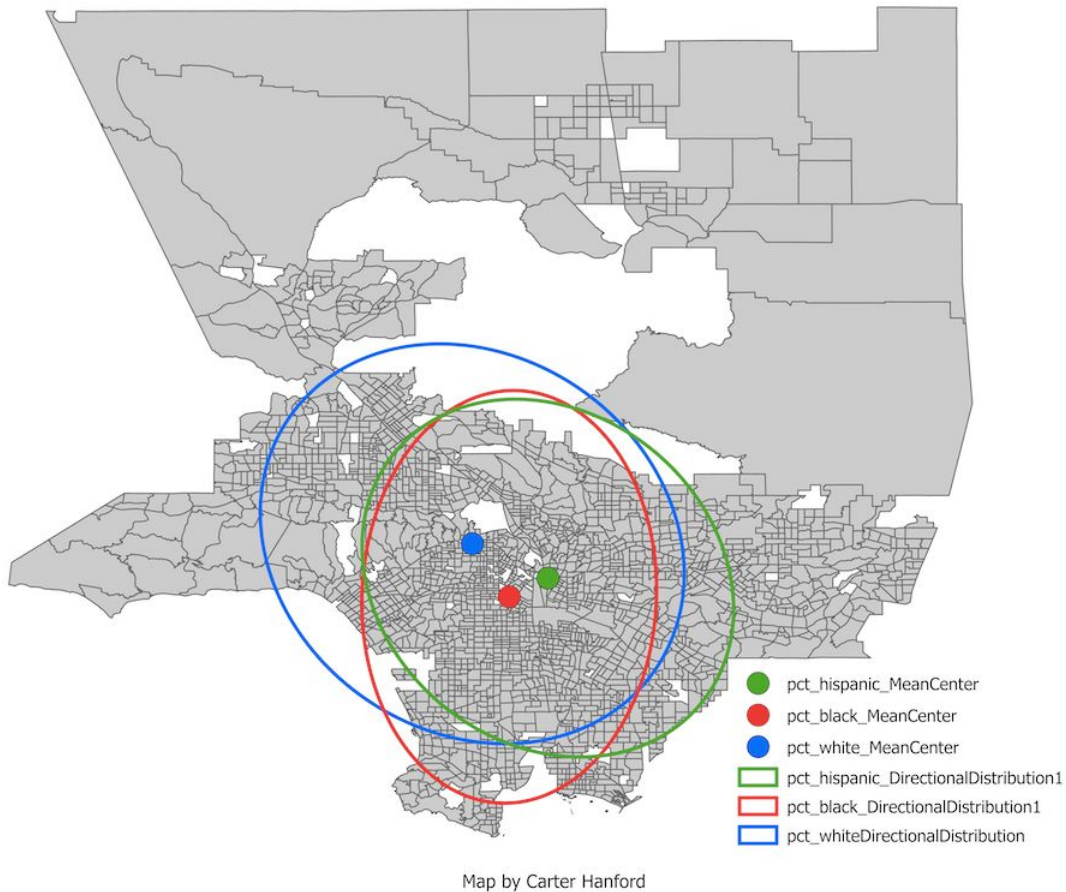 pct_hispanic_MeanCenter
pct_black_MeanCenter
pct_white_MeanCenter
pct_hispanic_DirectionalDistribution1
pct_black_DirectionalDistribution1
pct_whiteDirectionalDistribution
Map by Carter Hanford